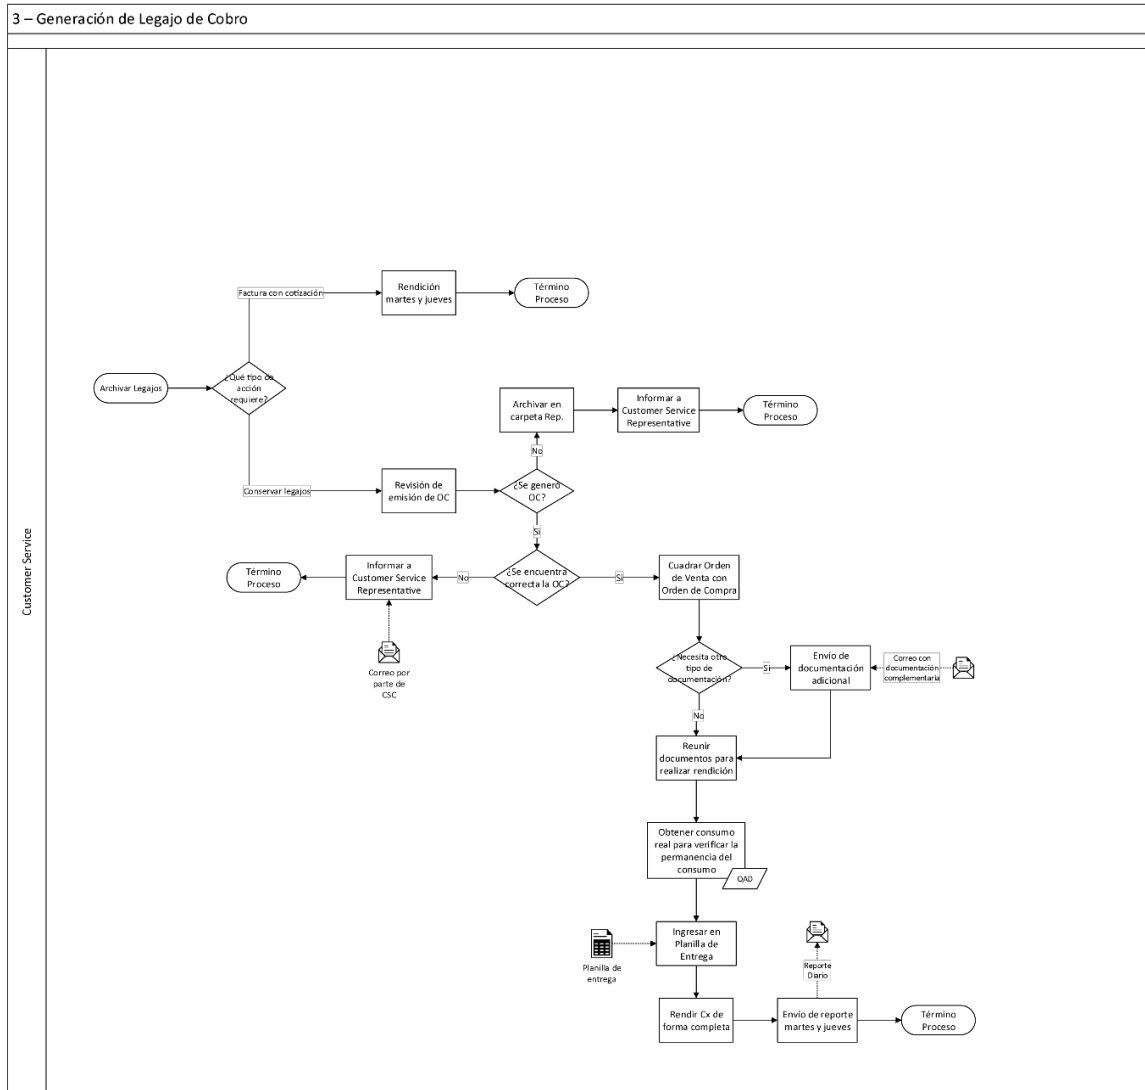 3 – Generación de Legajo de Cobro
Customer Service
Factura con cotización
Rendición
martes y jueves
Término
Proceso
Archivar Legajos
¿Qué tipo de
acción
requiere?
Archivar en
carpeta Rep.
Informar a
Customer Service
Representative
Término
Proceso
No
Conservar legajos
Revisión de
emisión de OC
¿Se generó
OC?
Si
Término
Proceso
Informar a
Customer Service
Representative
No
¿Se encuentra
correcta la OC?
Si
Cuadrar Orden
de Venta con
Orden de Compra
Correo por
parte de
CSC
¿Necesita otro
tipo de
documentación?
Si
Envío de
documentación
adicional
Correo con
documentación
complementaria
No
Reunir
documentos para
realizar rendición
Obtener consumo
real para verificar la
permanencia del
consumo
QAD
Planilla de
entrega
Ingresar en
Planilla de
Entrega
Reporte
Diario
Rendir Cx de
forma completa
Envío de reporte
martes y jueves
Término
Proceso